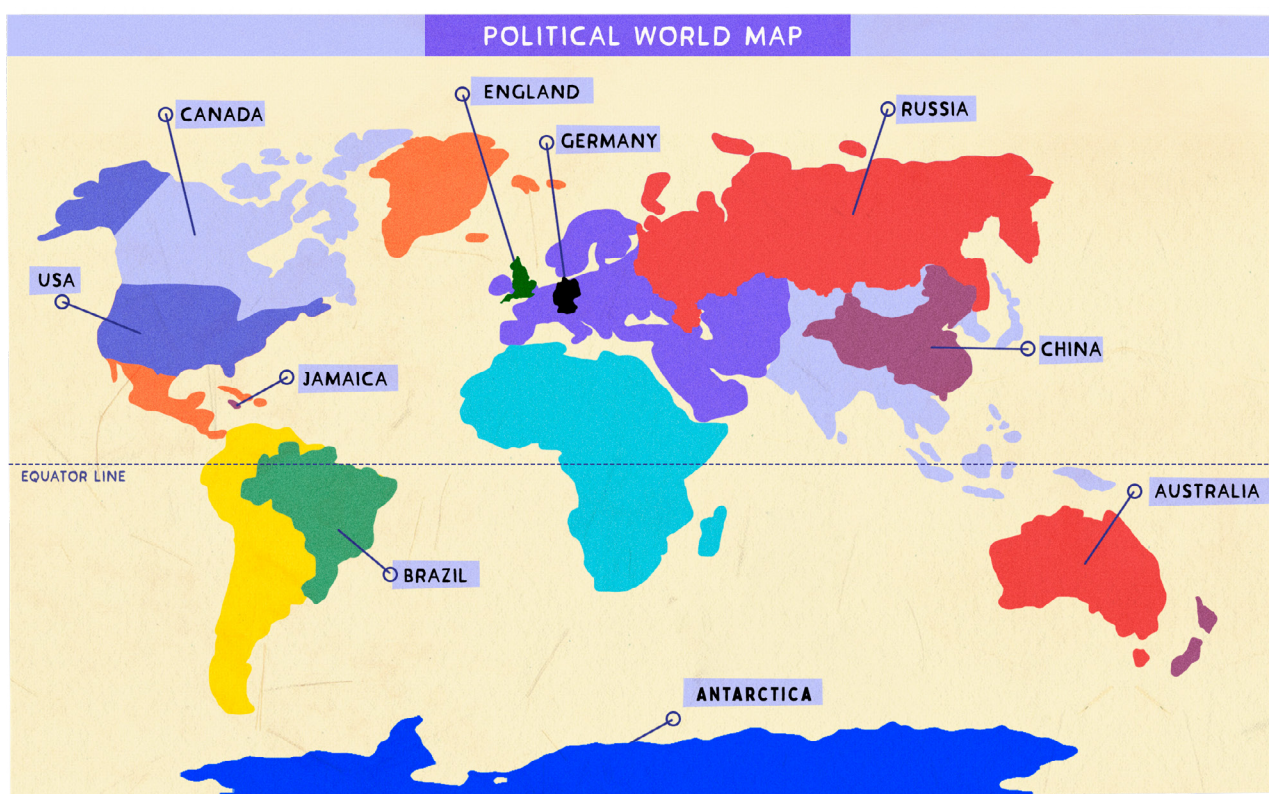 POLITICAL WORLD MAP
ENGLAND
CANADA
RUSSIA
GERMANY
USA
CHINA
JAMAICA
EQUATOR LINE
AUSTRALIA
BRAZIL
ANTARCTICA